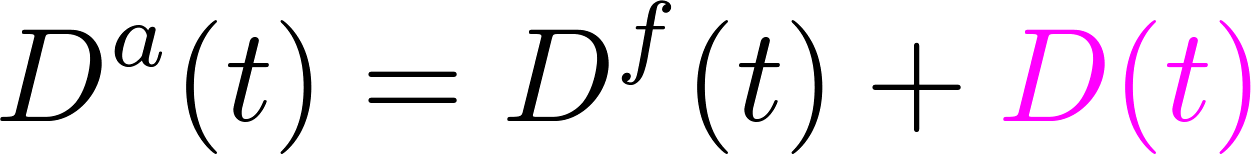 D^a(t) = D^f(t) + D(t)